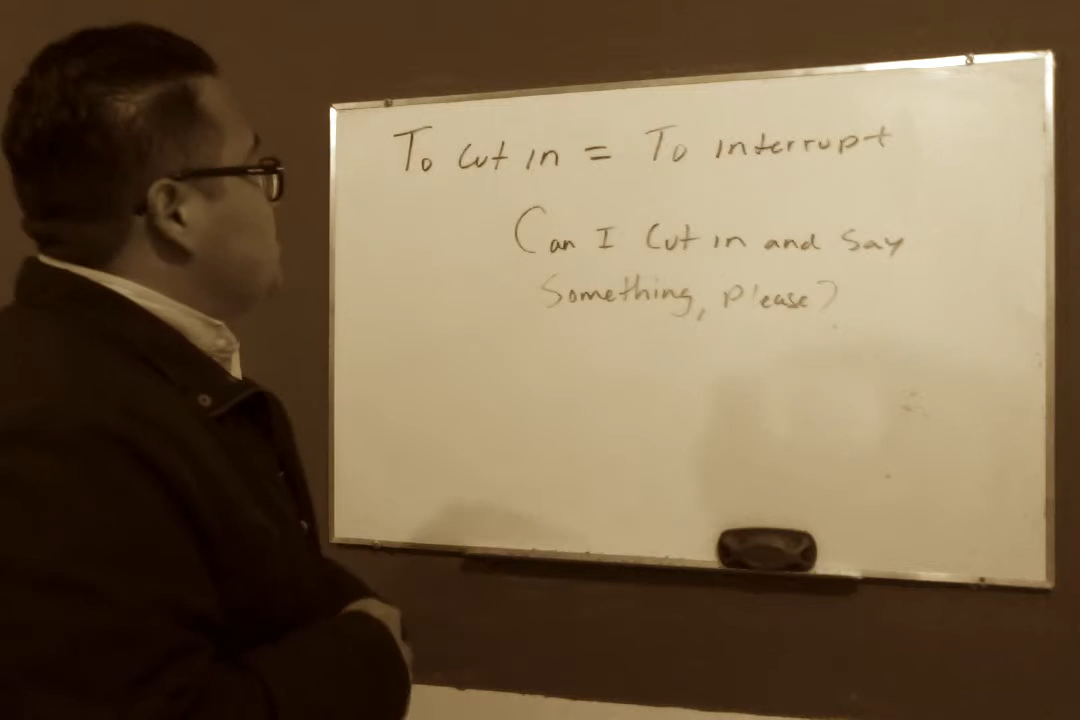 To cut in = To interrupt
Can I cut in and say
Something, please?